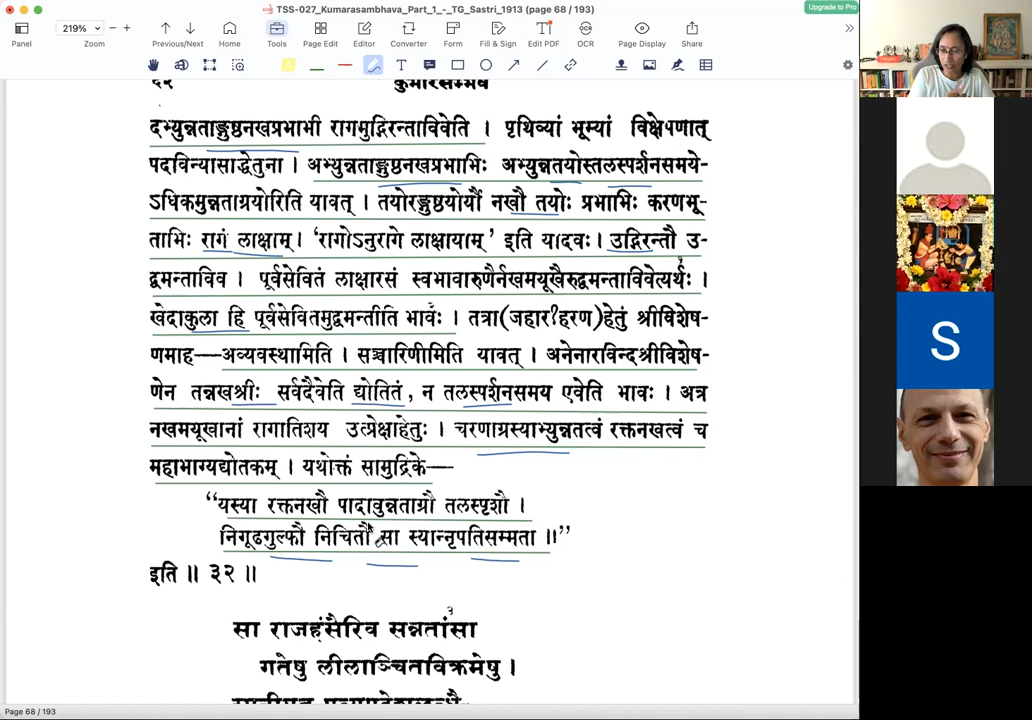 TSS-027_Kumarasambhava_Part_1_-_TG_Sastri_1913 (page 68 / 193)
Upgrade to Pro
219%
Panel Zoom Previous/Next Home Tools Page Edit Editor Converter Form Fill & Sign Edit PDF OCR Page Display Share
६२ कुमारसम्भवे
दभ्युन्नताङ्गुष्ठनखप्रभाभी रागमुद्गिरन्ताविवेति । पृथिव्यां भूम्यां विक्षेपणात्
पदविन्यासाद्धेतुना । अभ्युन्नताङ्गुष्ठनखप्रभाभिः अभ्युन्नतयोस्तलस्पर्शनसमये-
ऽधिकमुन्नताग्रयोरिति यावत् । तयोरङ्गुष्ठयोर्यौ नखौ तयोः प्रभाभिः करणभू-
ताभिः रागं लाक्षाम् । ‘रागोऽनुरागे लाक्षायाम्’ इति यादवः । उद्गिरन्तौ उ-
द्वमन्ताविव । पूर्वसेवितं लाक्षारसं स्वभावारुणैर्नखमयूखैरुद्वमन्ताविवेत्यर्थः ।
खेदाकुला हि पूर्वसेवितमुद्वमन्तीति भावः । तत्रा(जहार?हरण)हेतुं श्रीविशेष-
णमाह—अव्यवस्थामिति । सञ्चारिणीमिति यावत् । अनेनारविन्दश्रीविशेष-
णेन तन्नखश्रीः सर्वदैवेति द्योतितं, न तलस्पर्शनसमय एवेति भावः । अत्र
नखमयूखानां रागातिशय उत्प्रेक्षाहेतुः । चरणाग्रस्याभ्युन्नतत्वं रक्तनखत्वं च
महाभाग्यद्योतकम् । यथोक्तं सामुद्रिके—
“यस्या रक्तनखौ पादावुन्नताग्रौ तलस्पृशौ ।
निगूढगुल्फौ निचितौ सा स्यान्नृपतिसम्मता ॥”
इति ॥ ३२ ॥
सा राजहंसैरिव सन्नतांसा
गतेषु लीलाञ्चितविक्रमेषु ।
S
Page 68 / 193